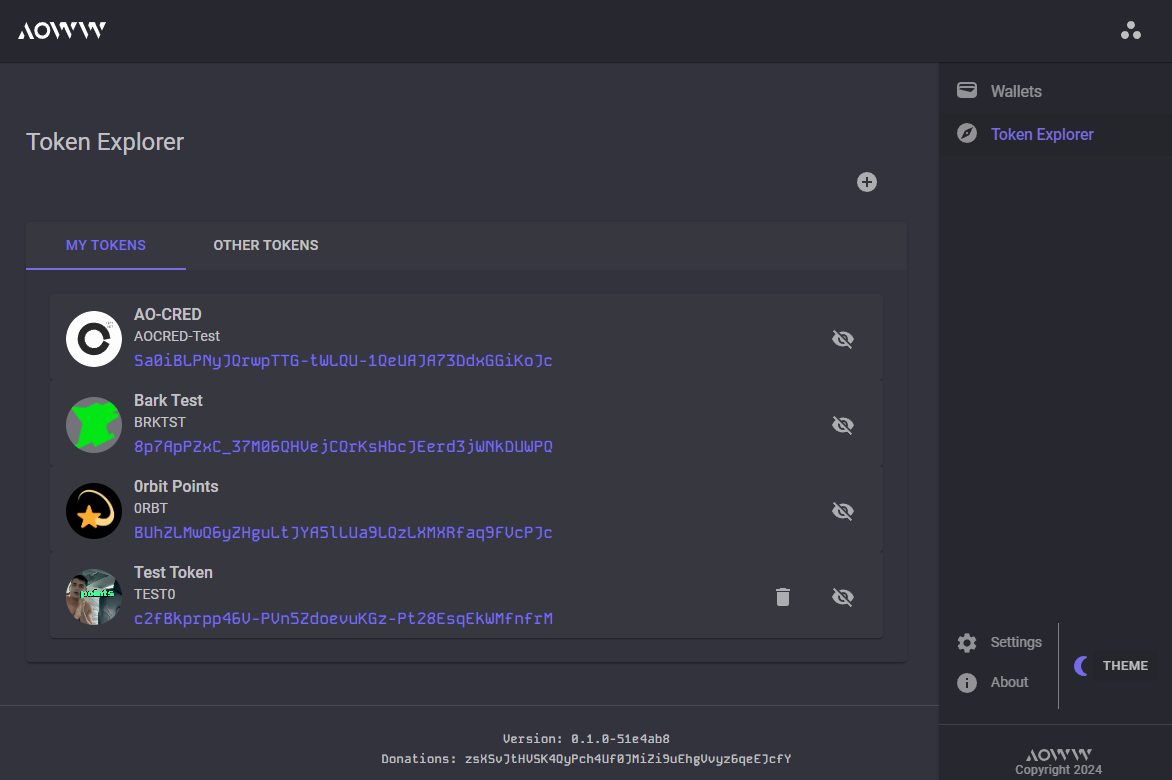 AOWW
Wallets
Token Explorer
Token Explorer
MY TOKENS
OTHER TOKENS
AO-CRED
AOCRED-Test
Sa0iBLPNyJQrwpTTG-tWLQU-1QeUAJA73DdxGGiKoJc
Bark Test
BRKTST
8p7ApPZxC_37M06QHVejCQrKsHbcJEerd3jWNkDUWPQ
0rbit Points
0RBT
BUhZLMwQ6yZHguLtJYA5lLUa9LQzLXMXRfaq9FVcPJc
points
Test Token
TEST0
c2fBkprpp46V-PVn5ZdoevuKGz-Pt28EsqEkWMfnfrM
Settings
About
THEME
Version: 0.1.0-51e4ab8
Donations: zsXSvJtHVSK4QyPch4Uf0JMiZi9uEhgVvyz6qeEJcfY
AOWW
Copyright 2024